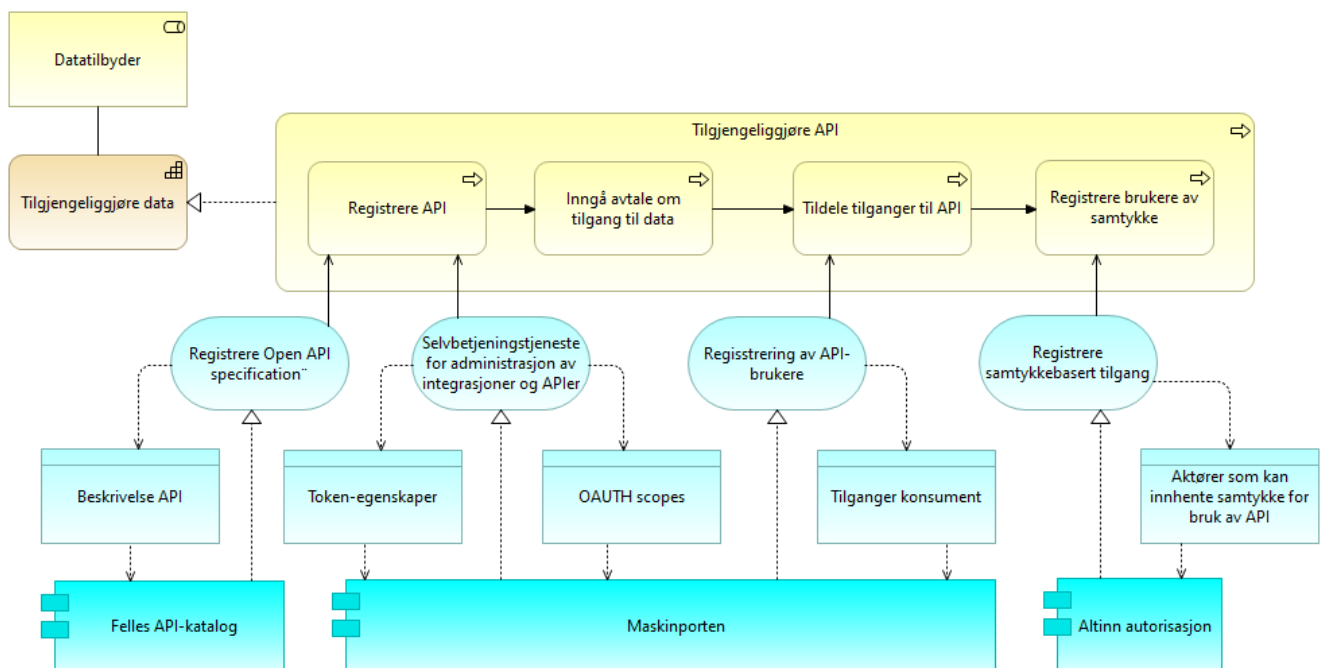 Datatilbyder
Tilgjengeliggjøre API
Tilgjengeliggjøre data
Registrere API
Inngå avtale om
tilgang til data
Tildele tilganger til API
Registrere brukere av
samtykke
Registrere Open API
specification¨
Selvbetjeningstjeneste
for administrasjon av
integrasjoner og APIer
Regisstrering av API-
brukere
Registrere
samtykkebasert tilgang
Beskrivelse API
Token-egenskaper
OAUTH scopes
Tilganger konsument
Aktører som kan
innhente samtykke for
bruk av API
Felles API-katalog
Maskinporten
Altinn autorisasjon